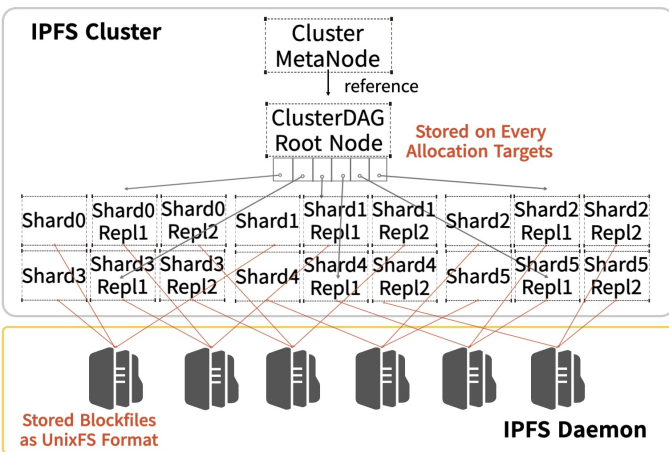 IPFS Cluster
Cluster
MetaNode
reference
ClusterDAG
Root Node
Stored on Every
Allocation Targets
Shard0
Shard0
Repl1
Shard0
Repl2
Shard1
Shard1
Repl1
Shard1
Repl2
Shard2
Shard2
Repl1
Shard2
Repl2
Shard3
Shard3
Repl1
Shard3
Repl2
Shard4
Shard4
Repl1
Shard4
Repl2
Shard5
Shard5
Repl1
Shard5
Repl2
Stored Blockfiles
as UnixFS Format
IPFS Daemon